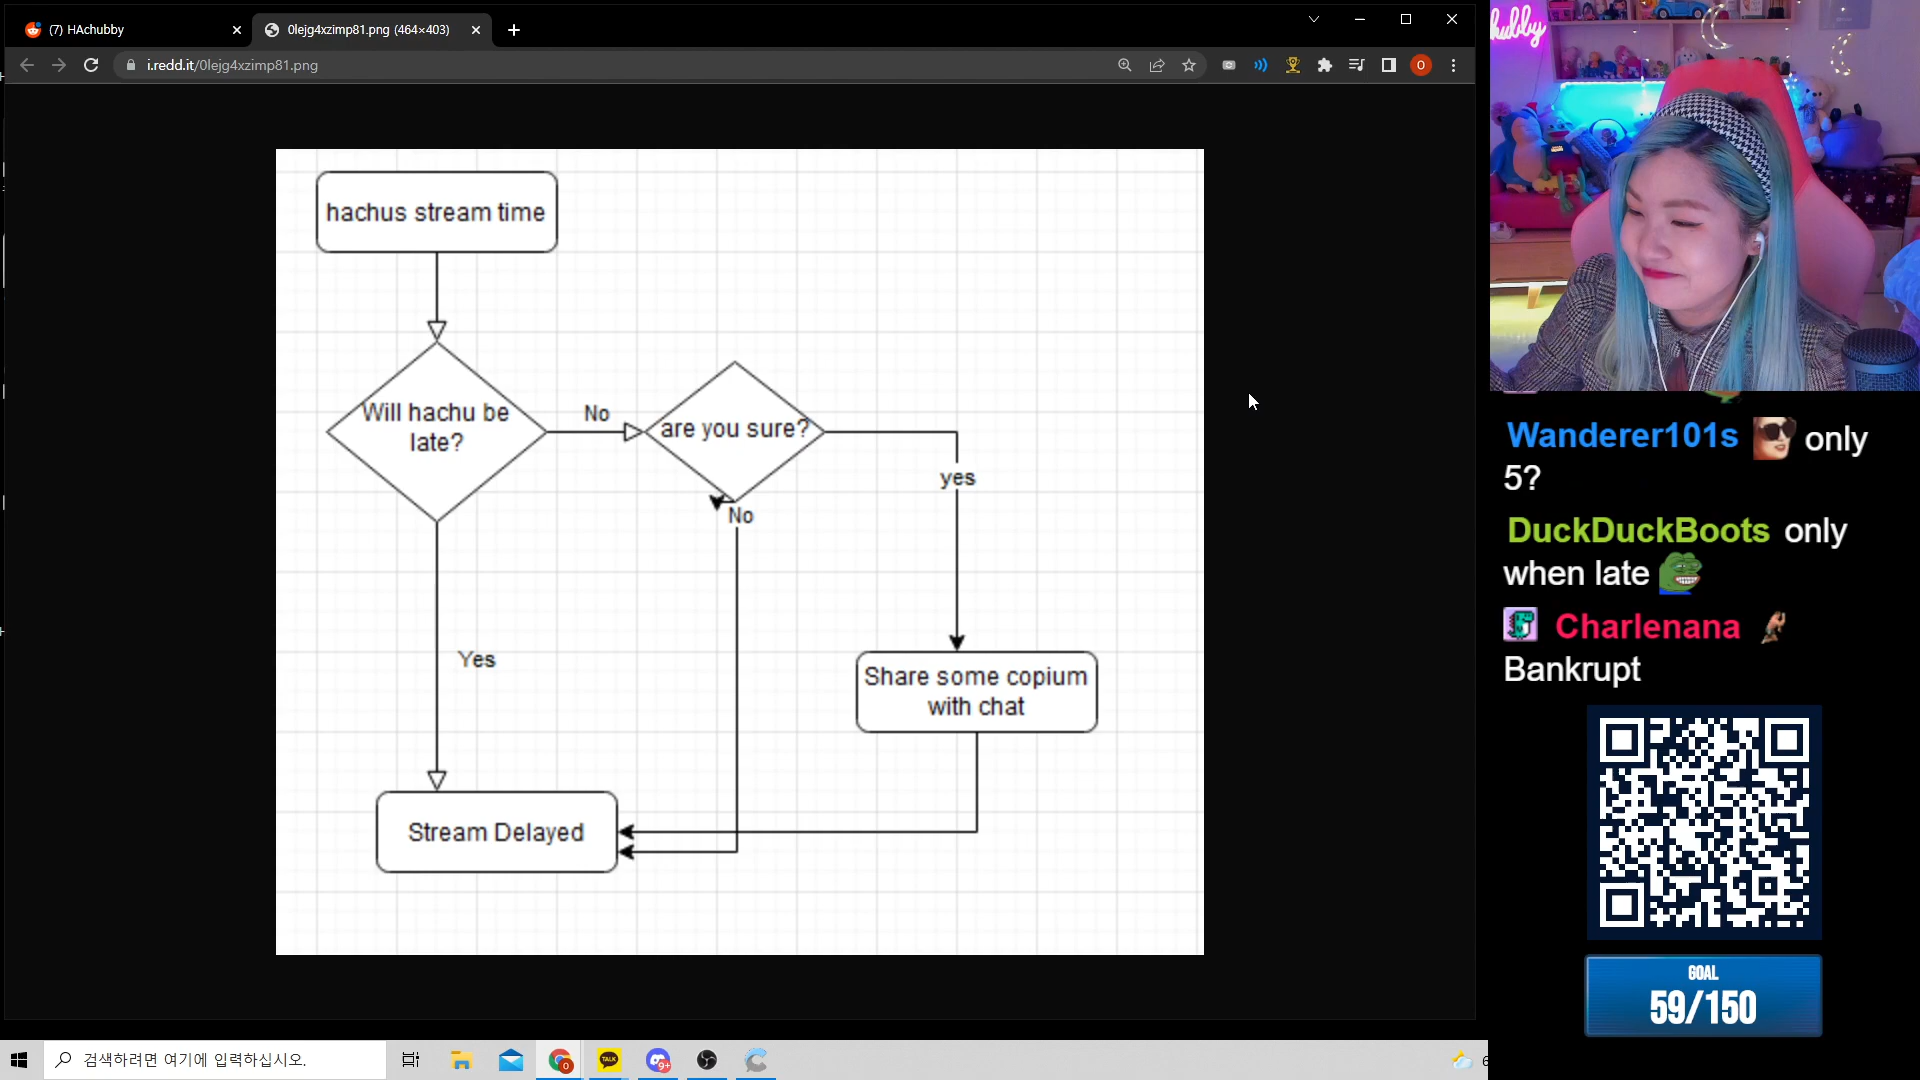 (7) HAchubby
0lejg4xzimp81.png (464×403)
i.redd.it/0lejg4xzimp81.png
O
hubby
hachus stream time
Will hachu be
late?
No
are you sure?
yes
No
Yes
Share some copium
with chat
Stream Delayed
Wanderer101s only
5?
DuckDuckBoots only
when late
Charlenana
Bankrupt
GOAL
59/150
검색하려면 여기에 입력하십시오.
TALK
9+